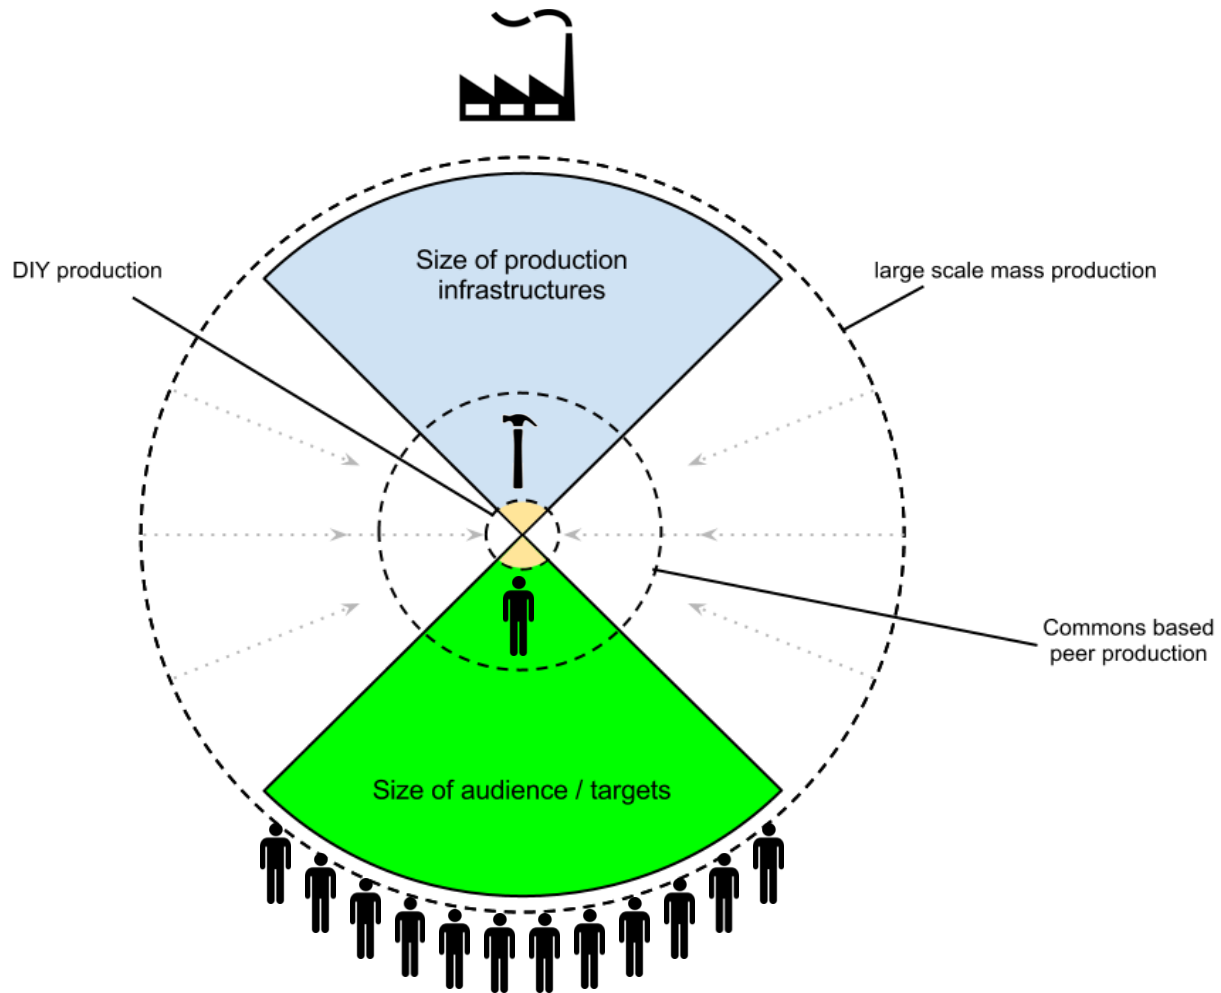 Size of production
infrastructures
DIY production
large scale mass production
Commons based
peer production
Size of audience / targets